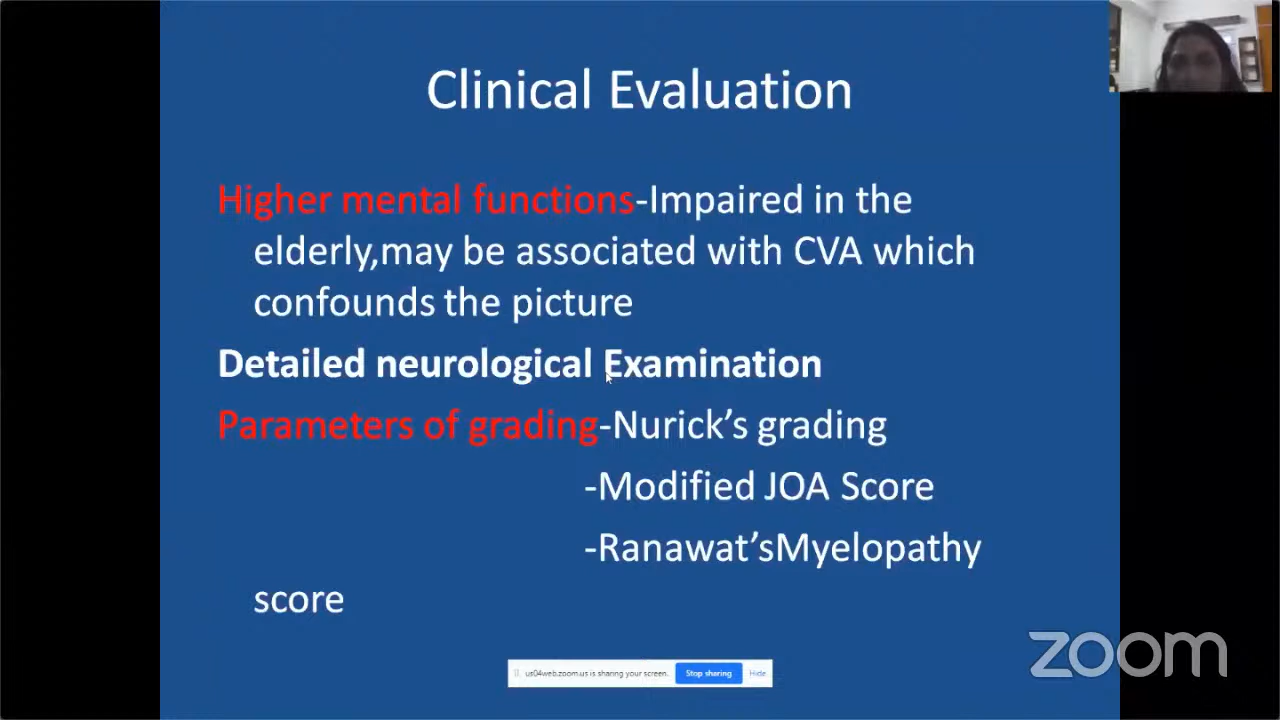 Clinical Evaluation
Higher mental functions-Impaired in the
elderly,may be associated with CVA which
confounds the picture
Detailed neurological Examination
Parameters of grading-Nurick’s grading
-Modified JOA Score
-Ranawat’sMyelopathy
score
zoom
us04web.zoom.us is sharing your screen. Stop sharing Hide